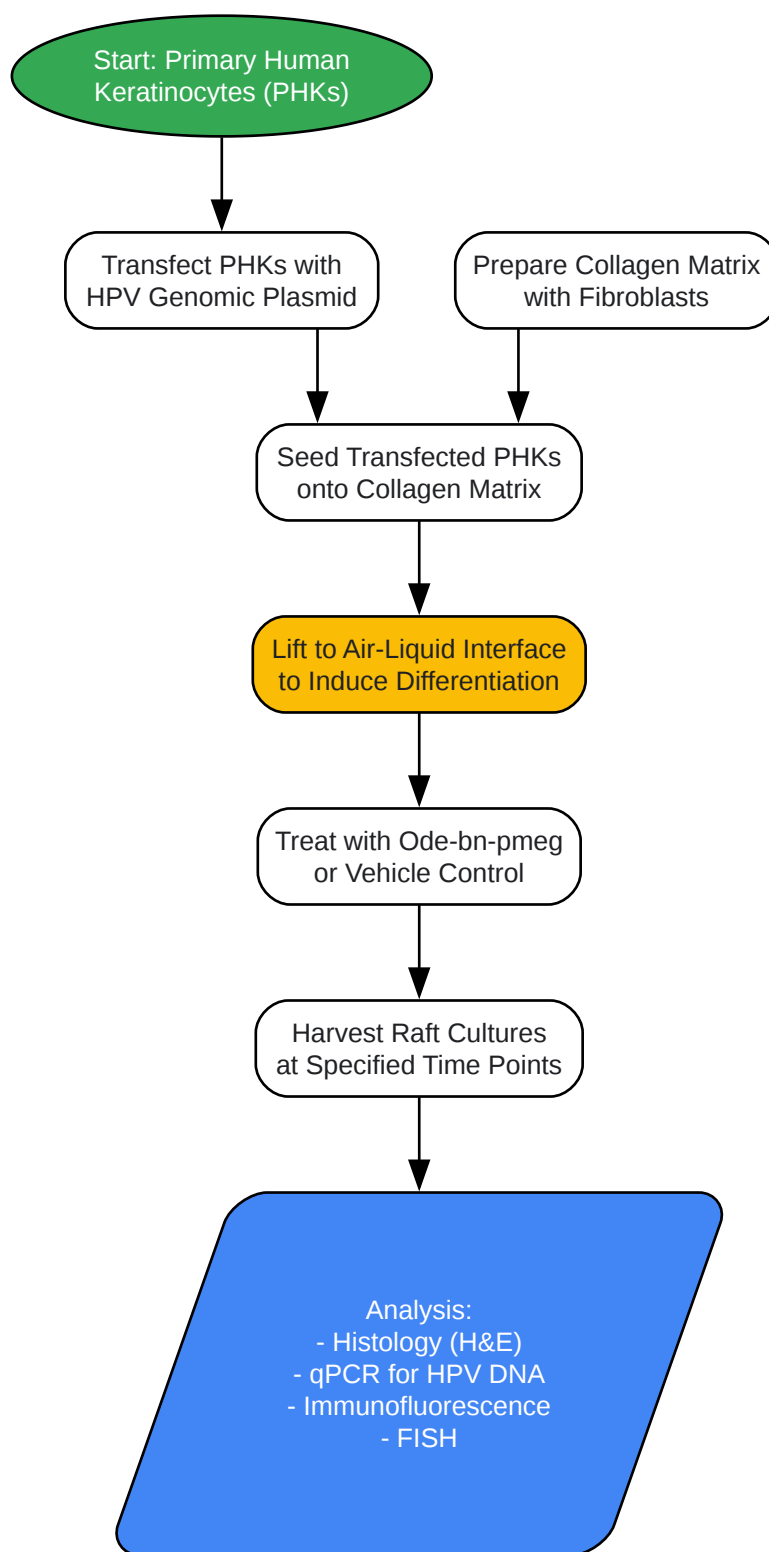 Start: Primary Human
Keratinocytes (PHKs)
Transfect PHKs with
HPV Genomic Plasmid
Prepare Collagen Matrix
with Fibroblasts
Seed Transfected PHKs
onto Collagen Matrix
Lift to Air-Liquid Interface
to Induce Differentiation
Treat with Ode-bn-pmeg
or Vehicle Control
Harvest Raft Cultures
at Specified Time Points
Analysis:
- Histology (H&E)
- qPCR for HPV DNA
- Immunofluorescence
- FISH